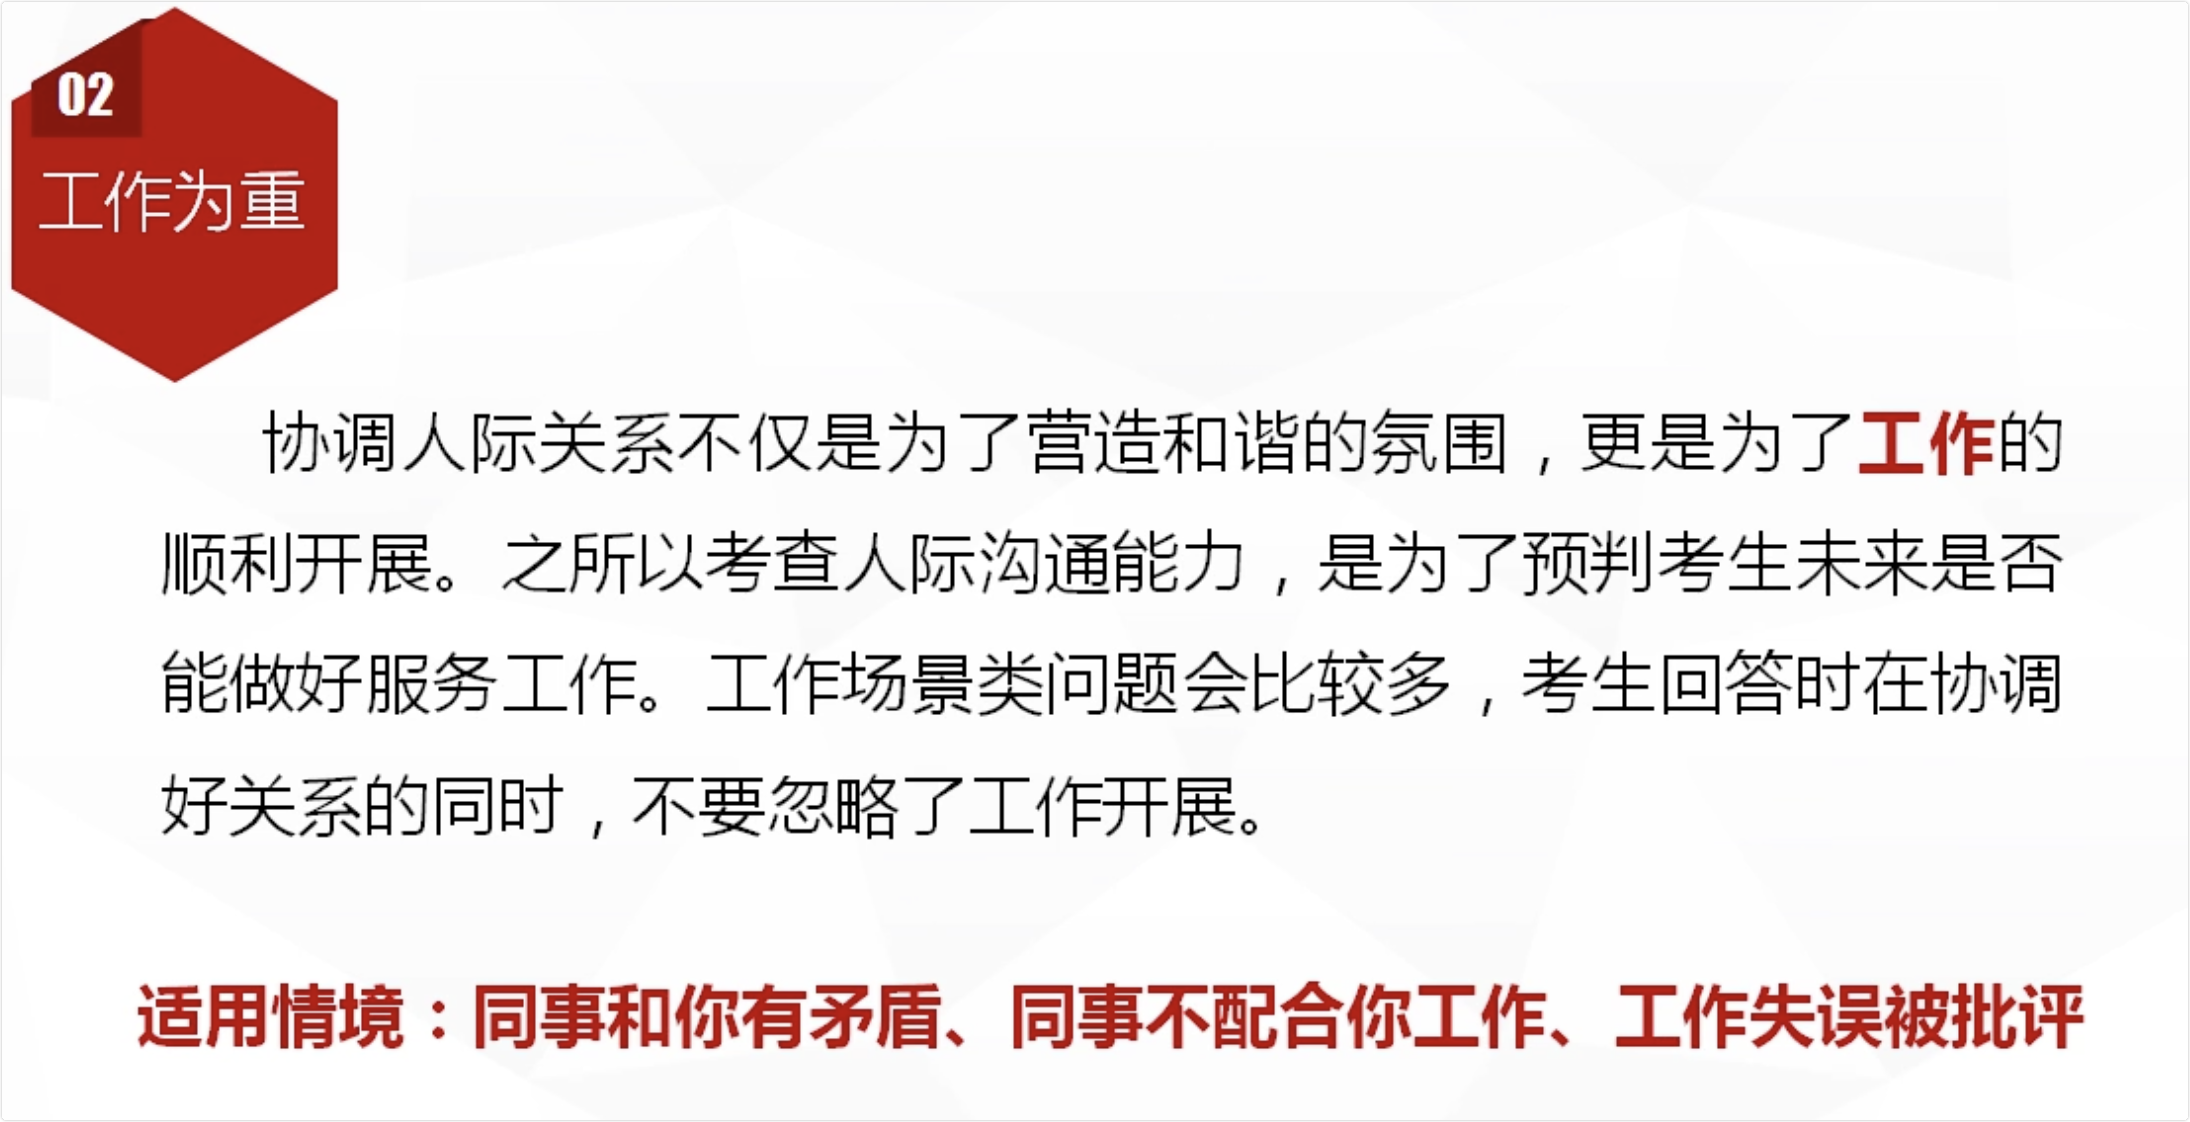 02
工作为重
协调人际关系不仅是为了营造和谐的氛围，更是为了工作的
顺利开展。之所以考查人际沟通能力，是为了预判考生未来是否
能做好服务工作。工作场景类问题会比较多，考生回答时在协调
好关系的同时，不要忽略了工作开展。
适用情境：同事和你有矛盾、同事不配合你工作、工作失误被批评